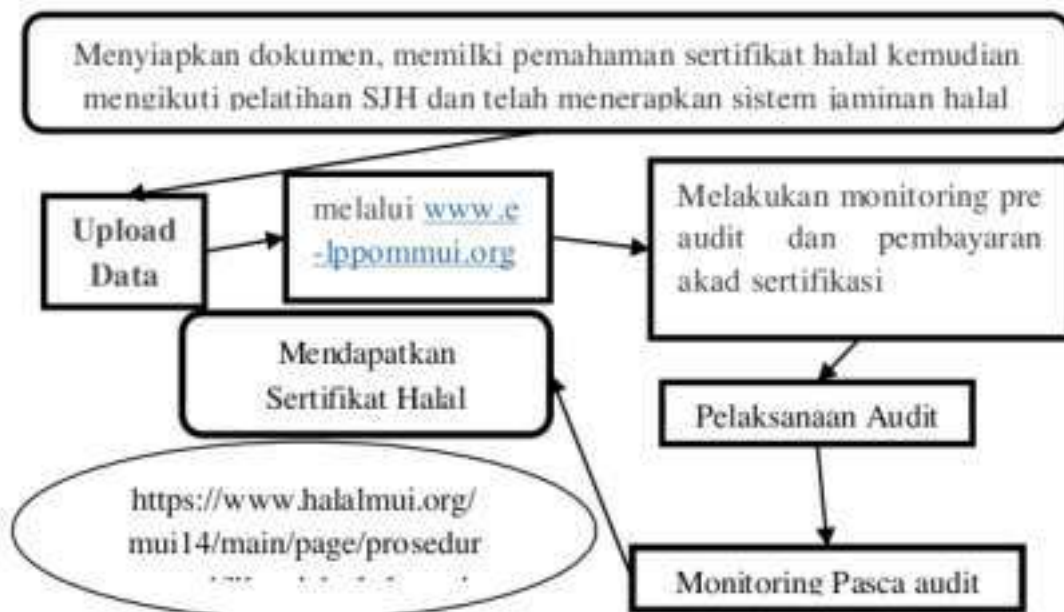 Menyiapkan dokumen, memilki pemahaman sertifikat halal kemudian
mengikuti pelatihan SJH dan telah menerapkan sistem jaminan halal
Upload
Data
melalui www.e
-lppommui.org
Melakukan monitoring pre
audit dan pembayaran
akad sertifikasi
Mendapatkan
Sertifikat Halal
Pelaksanaan Audit
https://www.halalmui.org/
mui14/main/page/prosedur
Monitoring Pasca audit